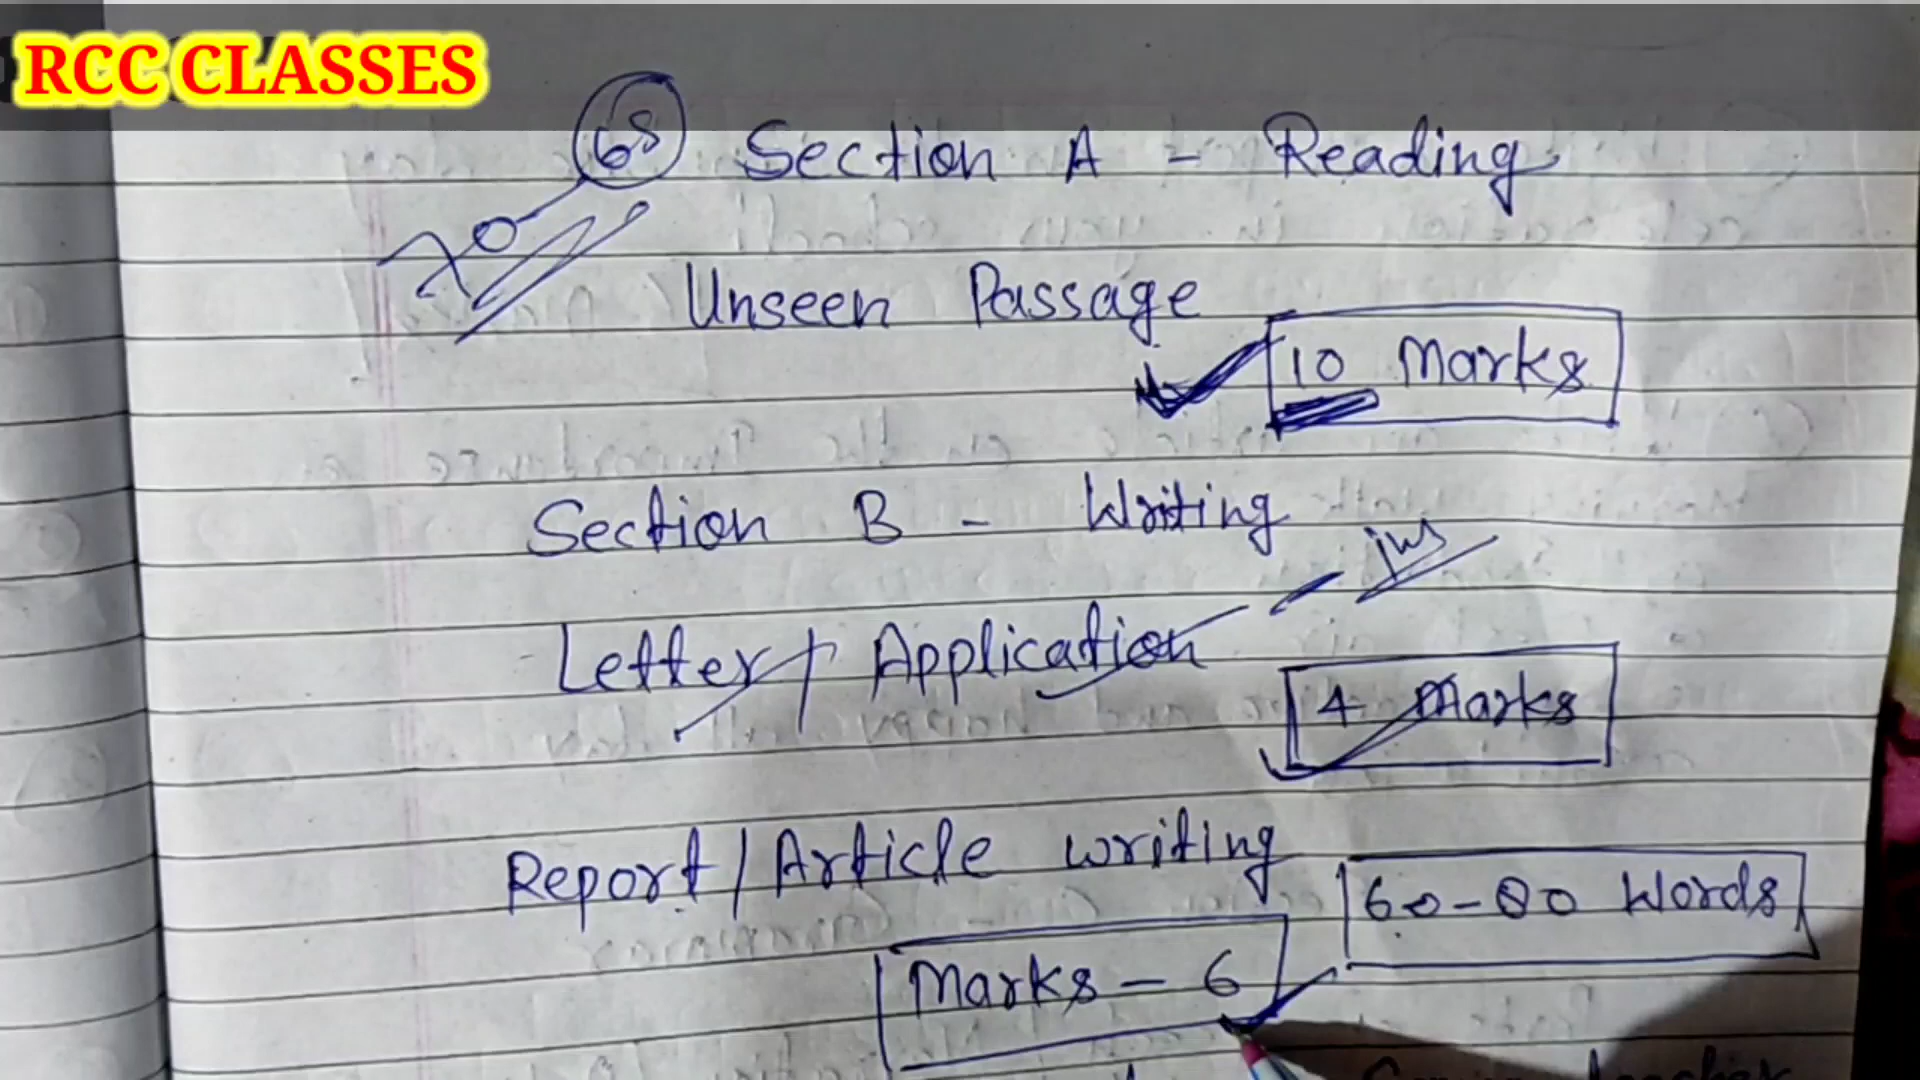 RCC CLASSES
68 Section A - Reading
70
Unseen Passage
10 Marks
Section B - Writing
Letter / Application
4 Marks
Report / Article writing
60-80 Words
Marks - 6